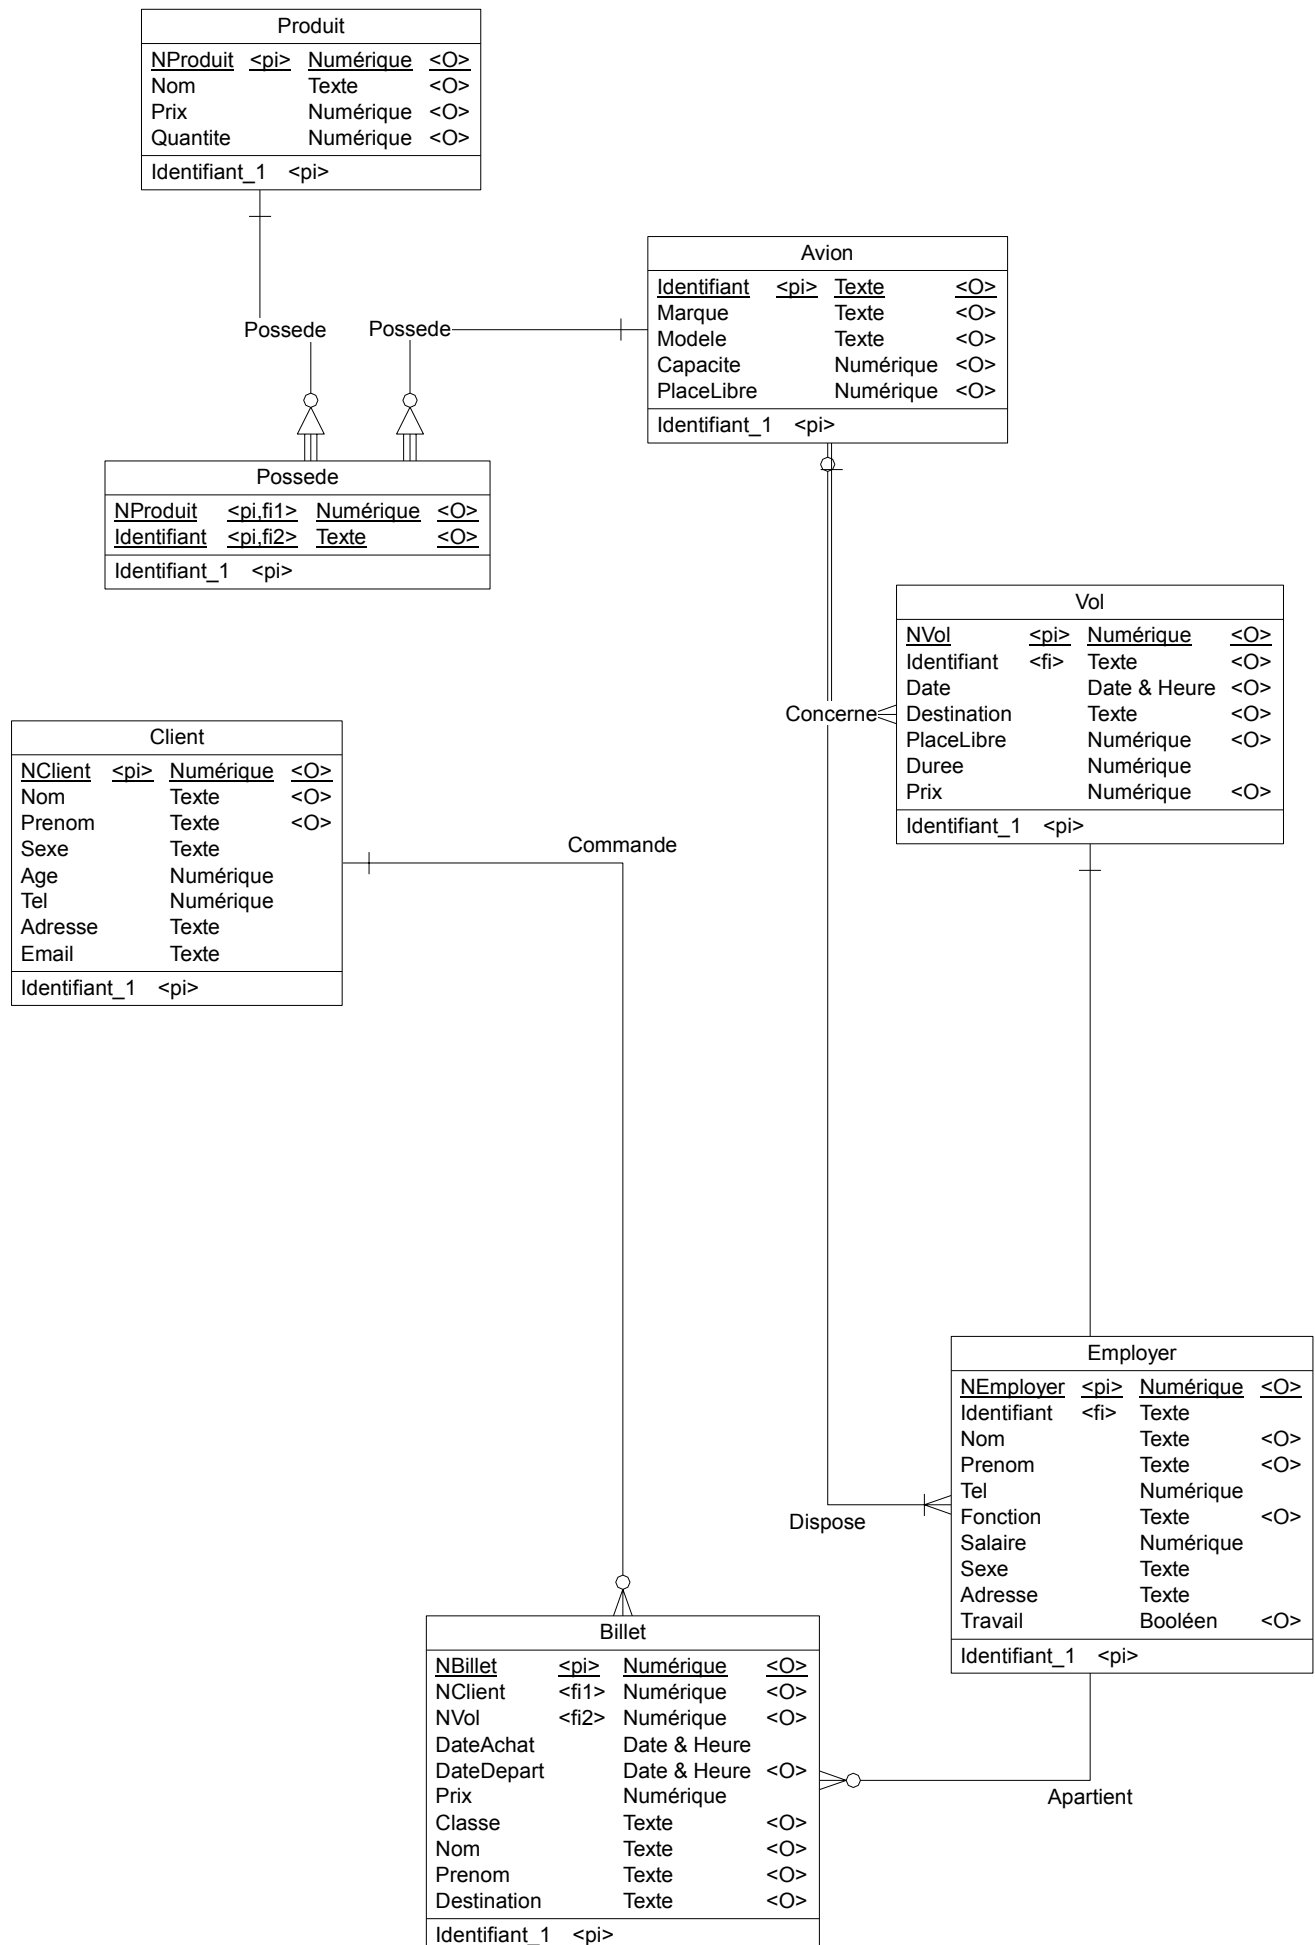 Produit
NProduit <pi> Numérique <O>
Nom Texte <O>
Prix Numérique <O>
Quantite Numérique <O>
Identifiant_1 <pi>
Avion
Identifiant <pi> Texte <O>
Marque Texte <O>
Modele Texte <O>
Capacite Numérique <O>
PlaceLibre Numérique <O>
Identifiant_1 <pi>
Possede
Possede
Possede
NProduit <pi,fi1> Numérique <O>
Identifiant <pi,fi2> Texte <O>
Identifiant_1 <pi>
Vol
NVol <pi> Numérique <O>
Identifiant <fi> Texte <O>
Date Date & Heure <O>
Destination Texte <O>
PlaceLibre Numérique <O>
Duree Numérique
Prix Numérique <O>
Identifiant_1 <pi>
Concerne
Client
NClient <pi> Numérique <O>
Nom Texte <O>
Prenom Texte <O>
Sexe Texte
Age Numérique
Tel Numérique
Adresse Texte
Email Texte
Identifiant_1 <pi>
Commande
Employer
NEmployer <pi> Numérique <O>
Identifiant <fi> Texte
Nom Texte <O>
Prenom Texte <O>
Tel Numérique
Fonction Texte <O>
Salaire Numérique
Sexe Texte
Adresse Texte
Travail Booléen <O>
Identifiant_1 <pi>
Dispose
Billet
NBillet <pi> Numérique <O>
NClient <fi1> Numérique <O>
NVol <fi2> Numérique <O>
DateAchat Date & Heure
DateDepart Date & Heure <O>
Prix Numérique
Classe Texte <O>
Nom Texte <O>
Prenom Texte <O>
Destination Texte <O>
Identifiant_1 <pi>
Apartient